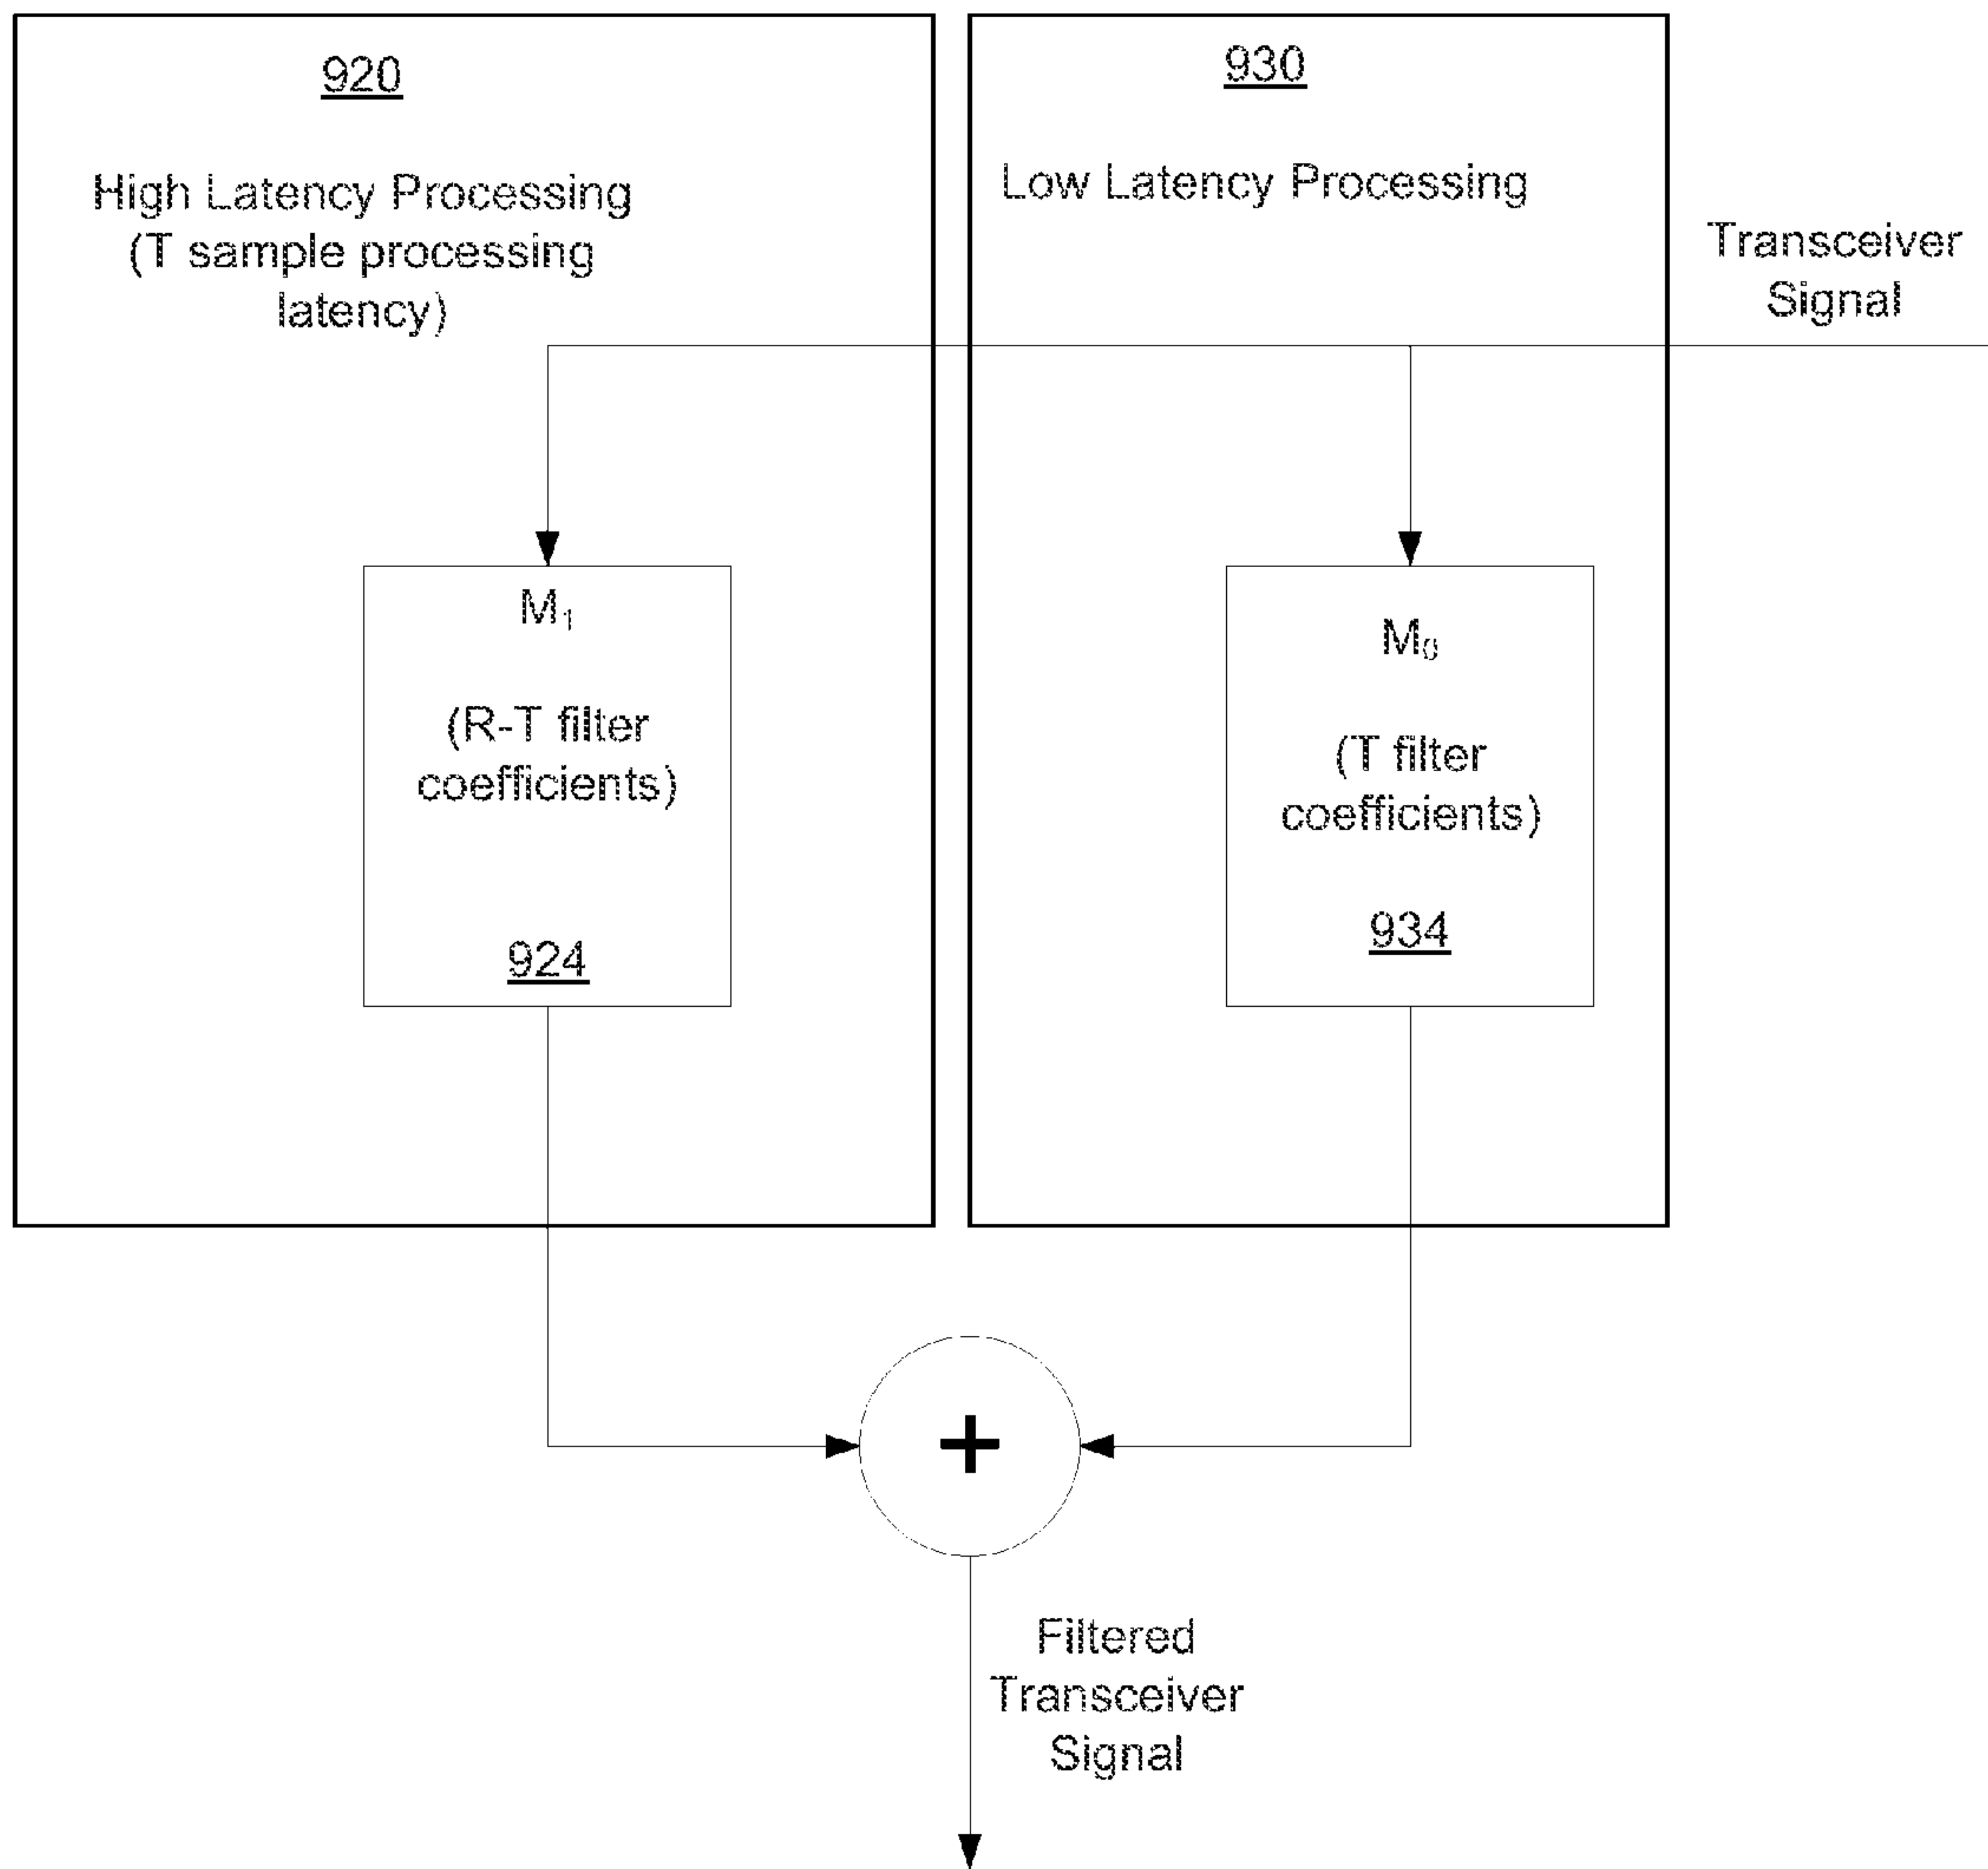 920
High Latency Processing
(T sample processing
latency)
930
Low Latency Processing
Transceiver
Signal
M₁
(R-T filter
coefficients)
924
M₀
(T filter
coefficients)
934
+
Filtered
Transceiver
Signal